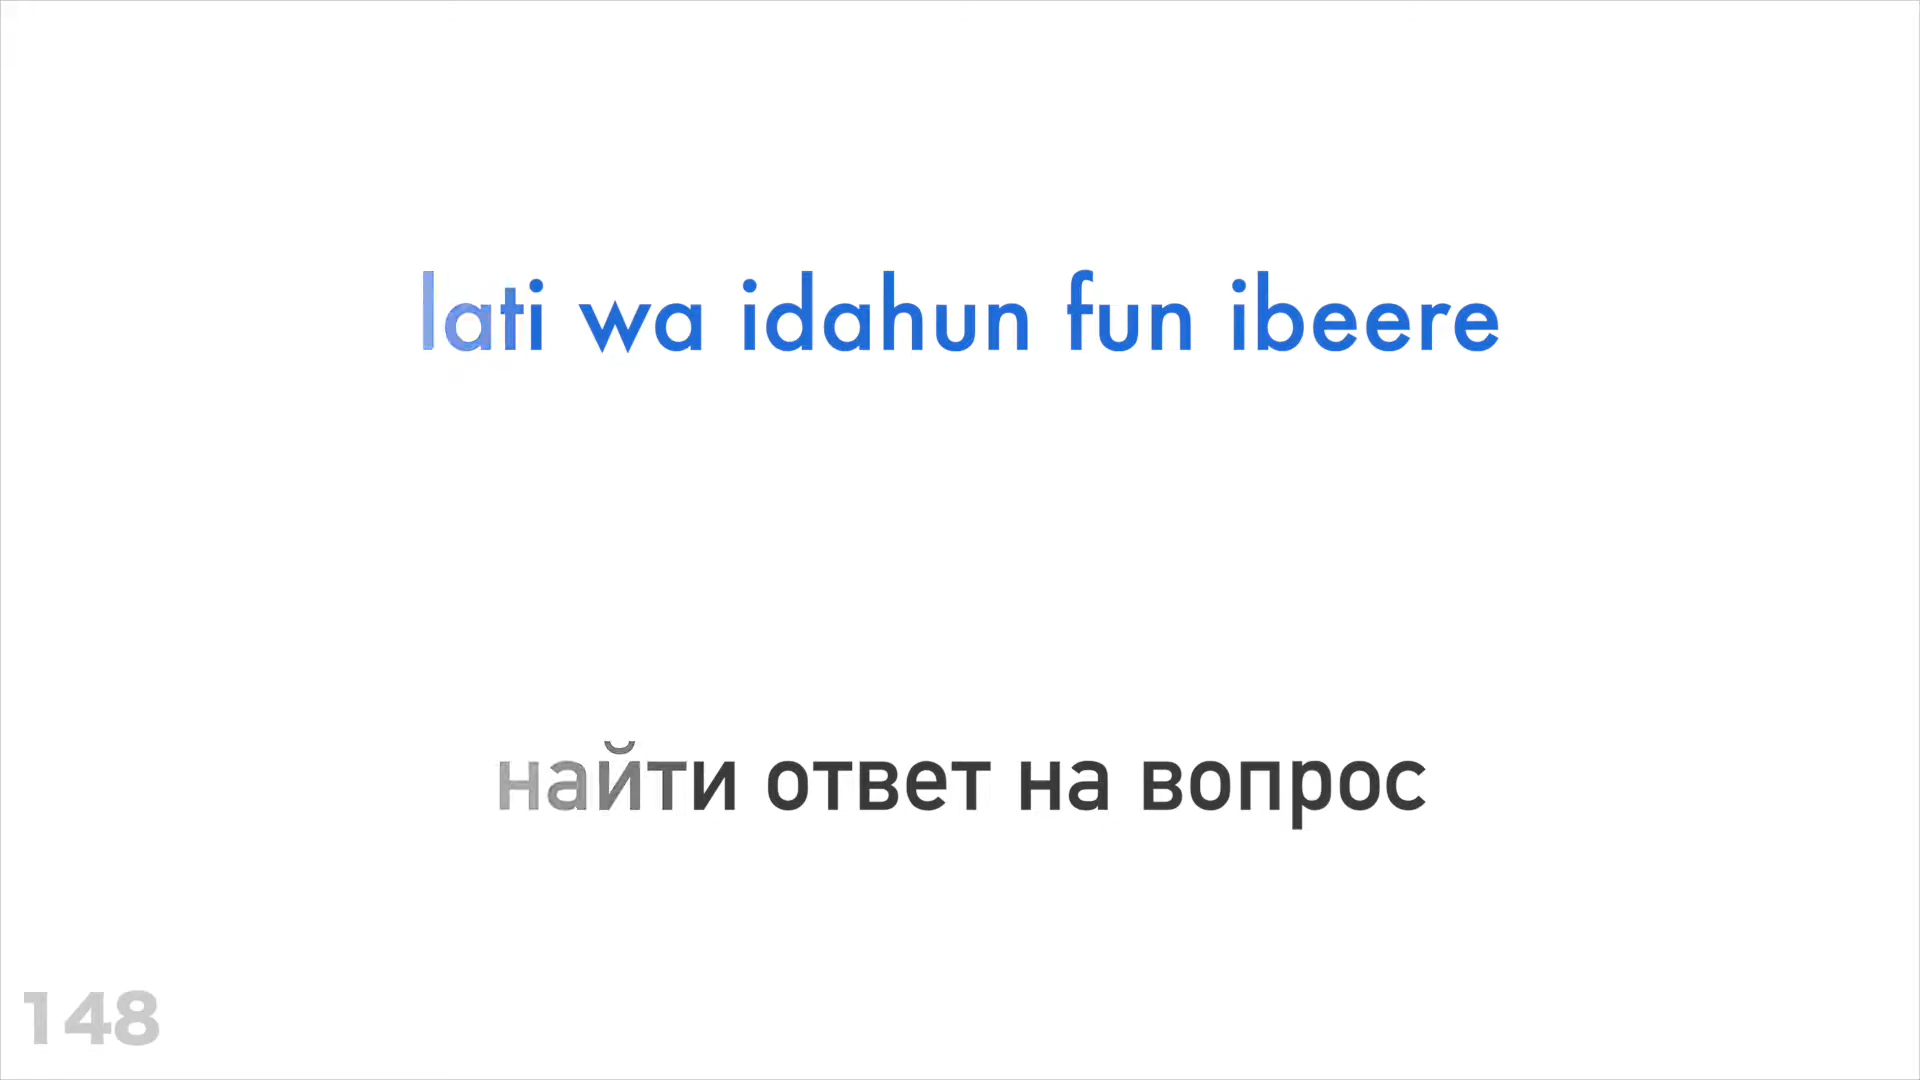 lati wa idahun fun ibeere
найти ответ на вопрос
148